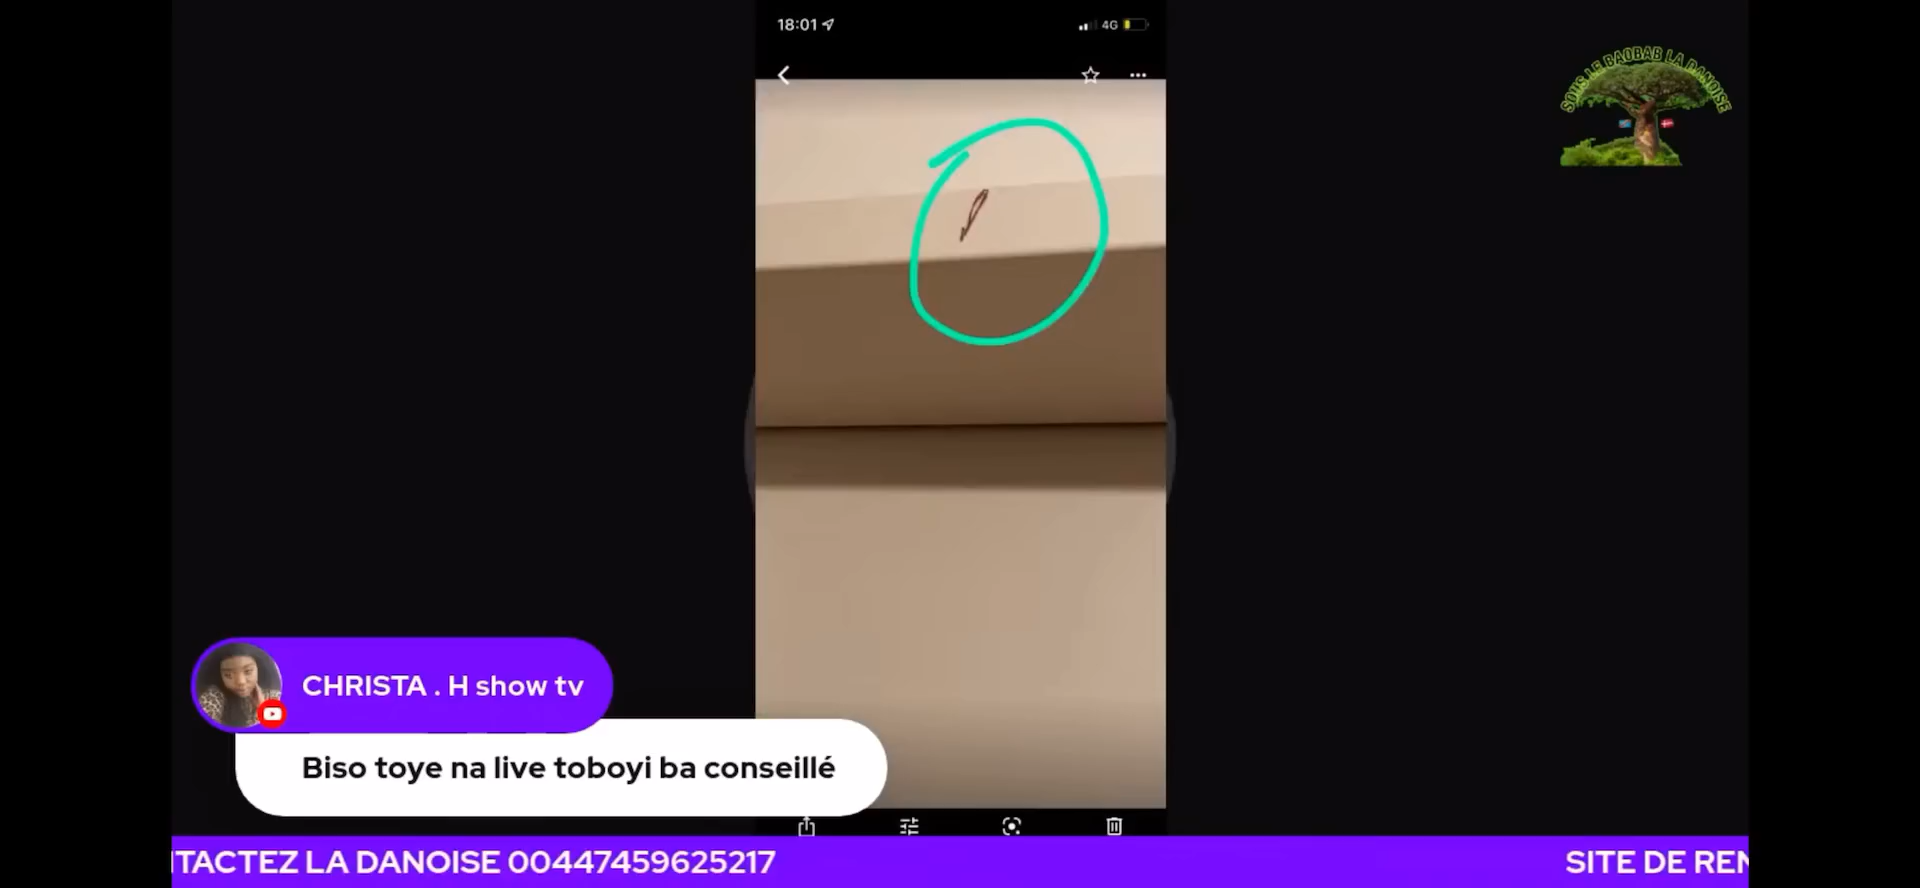 18:01
4G
SOUS LE BAOBAB LA DANOISE
CHRISTA . H show tv
Biso toye na live toboyi ba conseillé
TACTEZ LA DANOISE 00447459625217
SITE DE REN